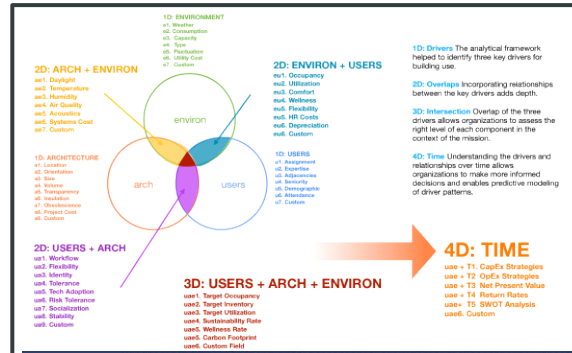 1D: ENVIRONMENT
e1. Weather
e2. Consumption
e3. Capacity
e4. Type
e5. Fluctuation
e6. Utility Cost
e7. Custom
2D: ARCH + ENVIRON
ae1. Daylight
ae2. Temperature
ae3. Humidity
ae4. Air Quality
ae5. Acoustics
ae6. Systems Cost
ae7. Custom
2D: ENVIRON + USERS
eu1. Occupancy
eu2. Utilization
eu3. Comfort
eu4. Wellness
eu5. Flexibility
eu5. HR Costs
eu6. Depreciation
eu8. Custom
1D: Drivers The analytical framework
helped to identify three key drivers for
building use.
2D: Overlaps Incorporating relationships
between the key drivers adds depth.
3D: Intersection Overlap of the three
drivers allows organizations to assess the
right level of each component in the
context of the mission.
4D: Time Understanding the drivers and
relationships over time allows
organizations to make more informed
decisions and enables predictive modeling
of driver patterns.
environ
arch
users
1D: ARCHITECTURE
a1. Location
a2. Orientation
a3. Size
a4. Volume
a5. Transparency
a6. Insulation
a7. Obsolescence
a8. Project Cost
a9. Custom
1D: USERS
u1. Assignment
u2. Expertise
u3. Adjacencies
u4. Seniority
u5. Demographic
u6. Attendance
u7. Custom
2D: USERS + ARCH
ua1. Workflow
ua2. Flexibility
ua3. Identity
ua4. Tolerance
ua5. Tech Adoption
ua6. Risk Tolerance
ua7. Socialization
ua8. Stability
ua9. Custom
3D: USERS + ARCH + ENVIRON
uae1. Target Occupancy
uae2. Target Inventory
uae3. Target Utilization
uae4. Sustainability Rate
uae5. Wellness Rate
uae5. Carbon Footprint
uae6. Custom Field
4D: TIME
uae + T1. CapEx Strategies
uae + T2 OpEx Strategies
uae + T3 Net Present Value
uae + T4 Return Rates
uae+ T5 SWOT Analysis
uae6. Custom